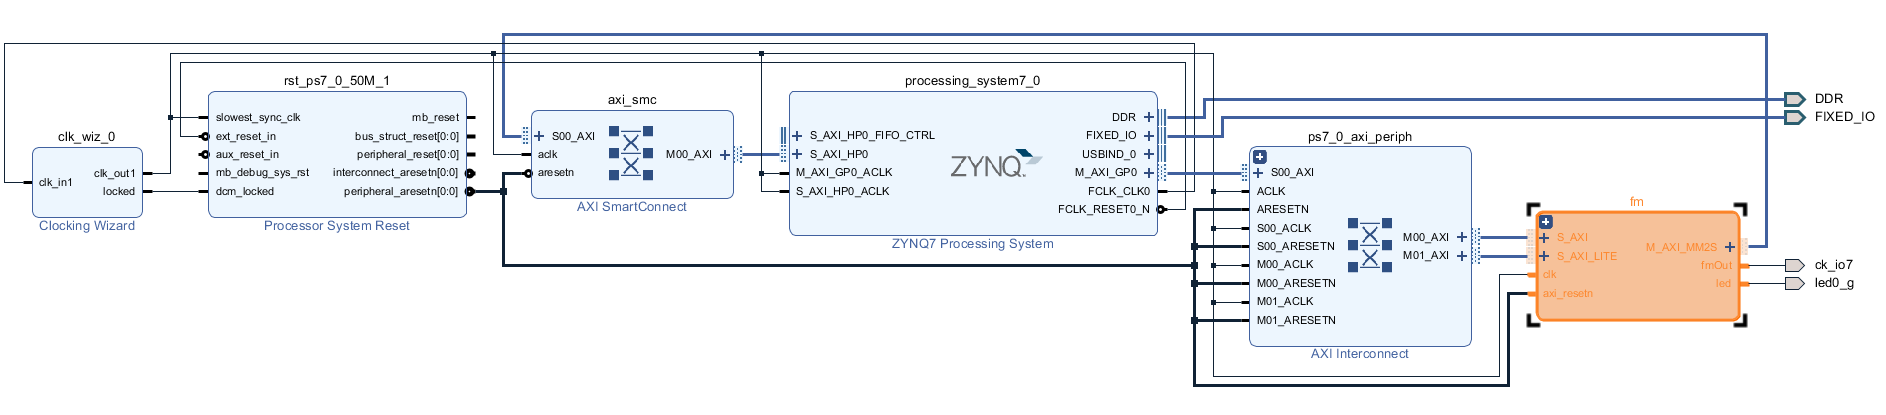 clk_wiz_0
clk_in1
clk_out1
locked
Clocking Wizard
rst_ps7_0_50M_1
slowest_sync_clk
ext_reset_in
aux_reset_in
mb_debug_sys_rst
dcm_locked
mb_reset
bus_struct_reset[0:0]
peripheral_reset[0:0]
interconnect_aresetn[0:0]
peripheral_aresetn[0:0]
Processor System Reset
axi_smc
S00_AXI
aclk
aresetn
M00_AXI
AXI SmartConnect
processing_system7_0
S_AXI_HP0_FIFO_CTRL
S_AXI_HP0
M_AXI_GP0_ACLK
S_AXI_HP0_ACLK
ZYNQ
DDR
FIXED_IO
USBIND_0
M_AXI_GP0
FCLK_CLK0
FCLK_RESET0_N
ZYNQ7 Processing System
ps7_0_axi_periph
S00_AXI
ACLK
ARESETN
S00_ACLK
S00_ARESETN
M00_ACLK
M00_ARESETN
M01_ACLK
M01_ARESETN
M00_AXI
M01_AXI
AXI Interconnect
fm
S_AXI
S_AXI_LITE
clk
axi_resetn
M_AXI_MM2S
fmOut
led
DDR
FIXED_IO
ck_io7
led0_g